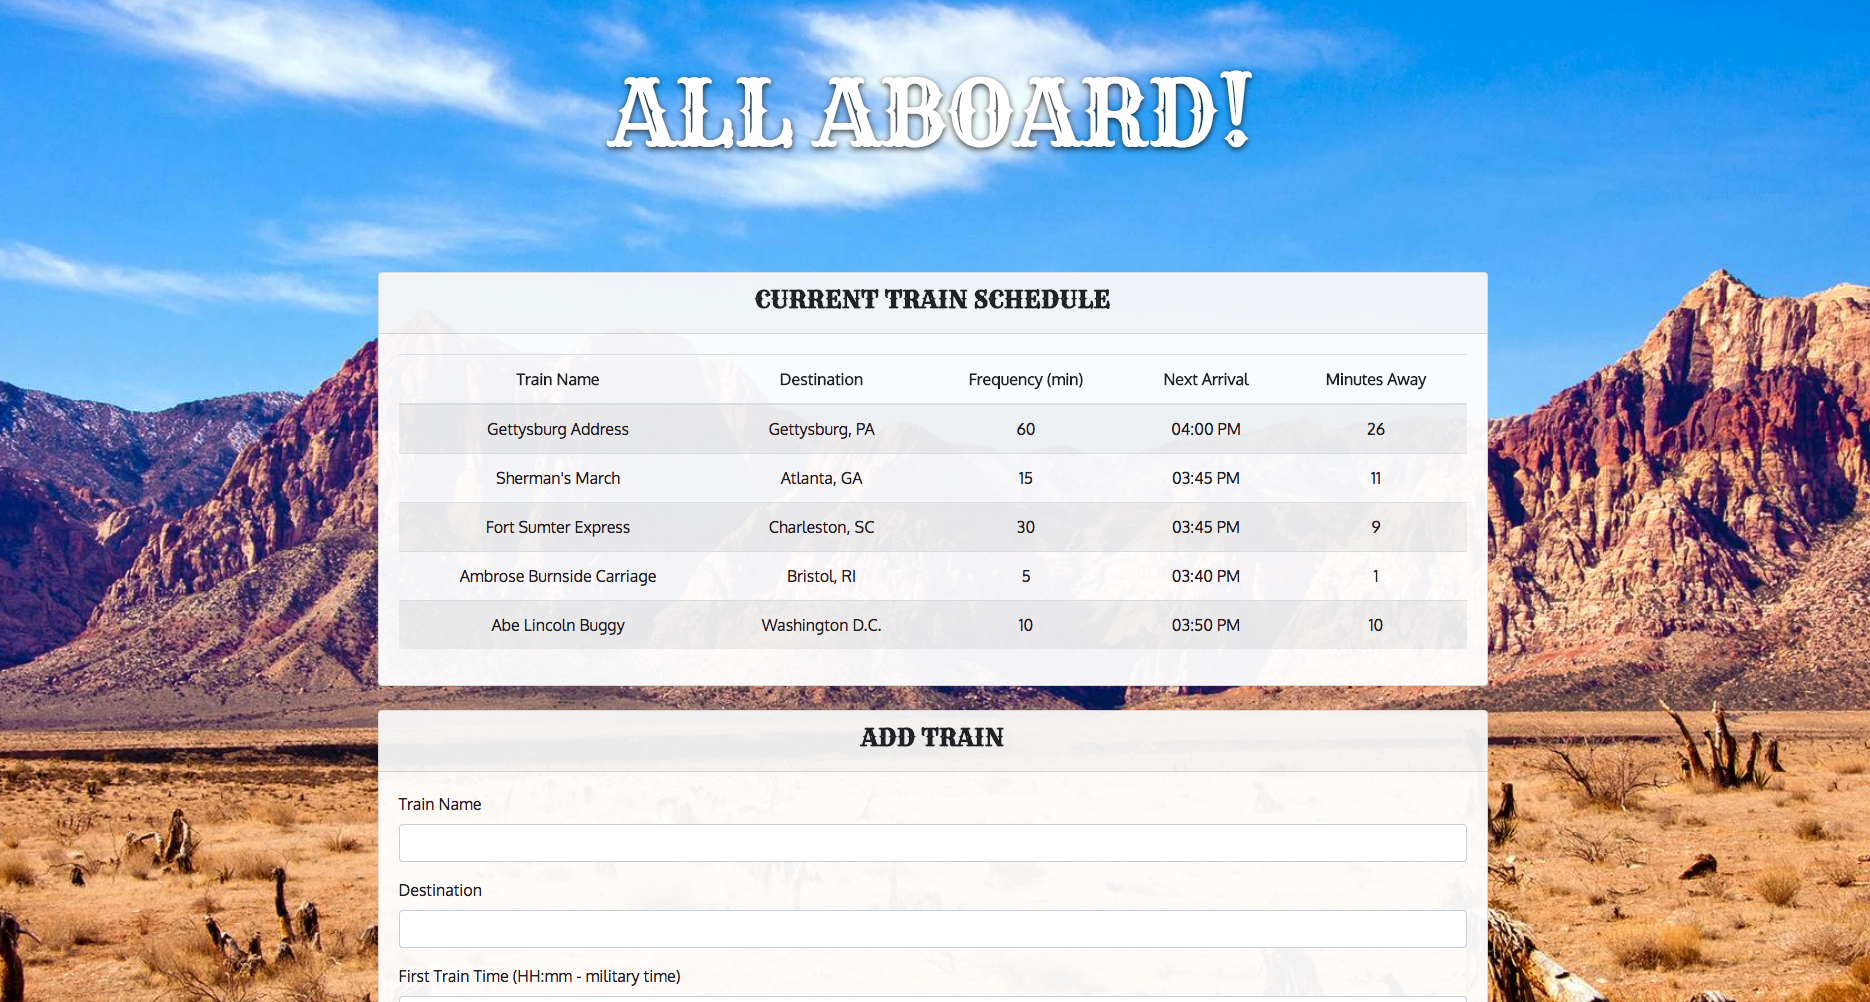 ALL ABOARD!
CURRENT TRAIN SCHEDULE
Train Name Destination Frequency (min) Next Arrival Minutes Away
Gettysburg Address Gettysburg, PA 60 04:00 PM 26
Sherman's March Atlanta, GA 15 03:45 PM 11
Fort Sumter Express Charleston, SC 30 03:45 PM 9
Ambrose Burnside Carriage Bristol, RI 5 03:40 PM 1
Abe Lincoln Buggy Washington D.C. 10 03:50 PM 10
ADD TRAIN
Train Name
Destination
First Train Time (HH:mm - military time)